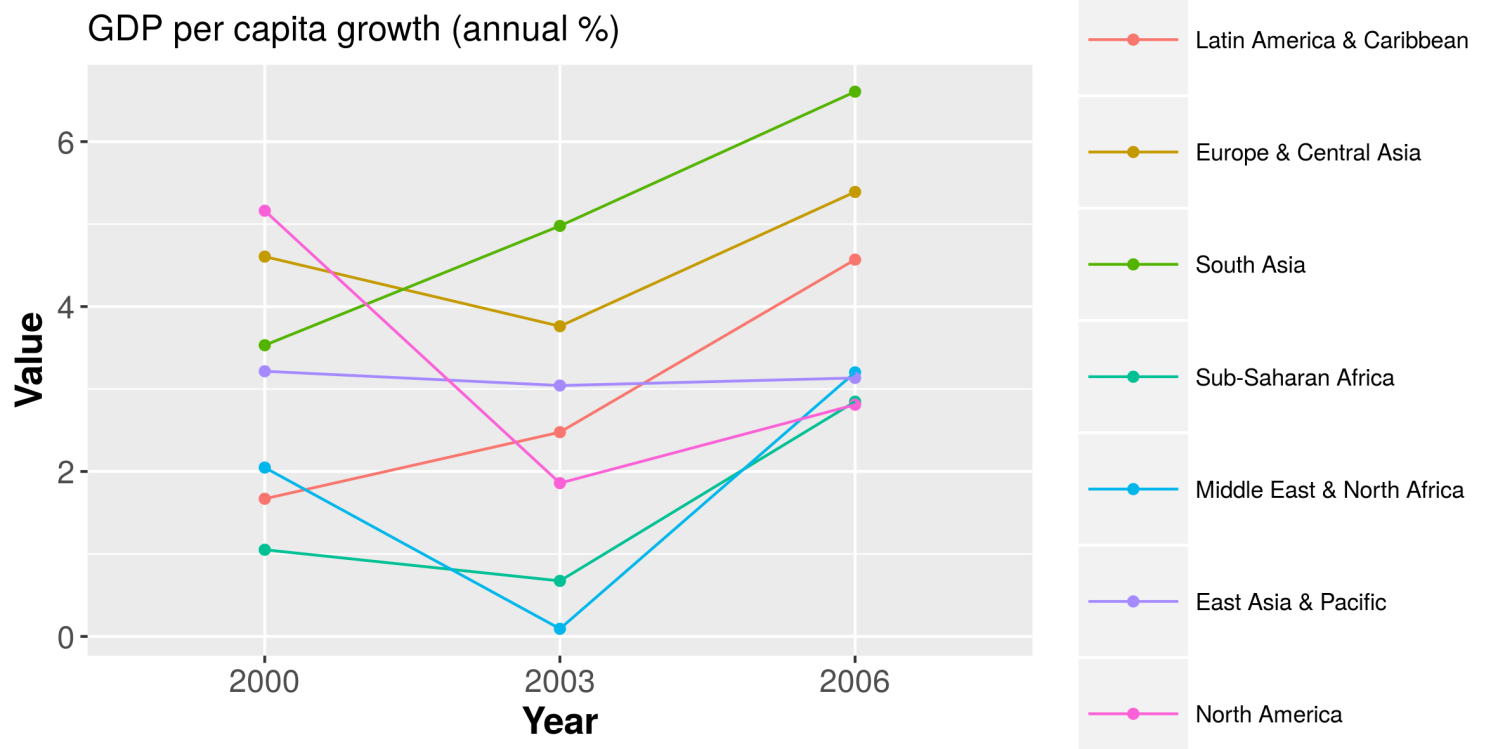 GDP per capita growth (annual %)
Value
6
4
2
0
2000 2003 2006
Year
Latin America & Caribbean
Europe & Central Asia
South Asia
Sub-Saharan Africa
Middle East & North Africa
East Asia & Pacific
North America